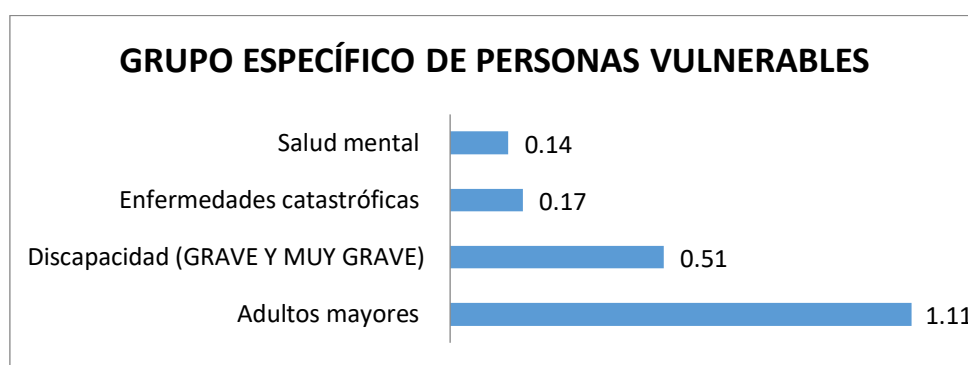 GRUPO ESPECÍFICO DE PERSONAS VULNERABLES
Salud mental 0.14
Enfermedades catastróficas 0.17
Discapacidad (GRAVE Y MUY GRAVE) 0.51
Adultos mayores 1.11